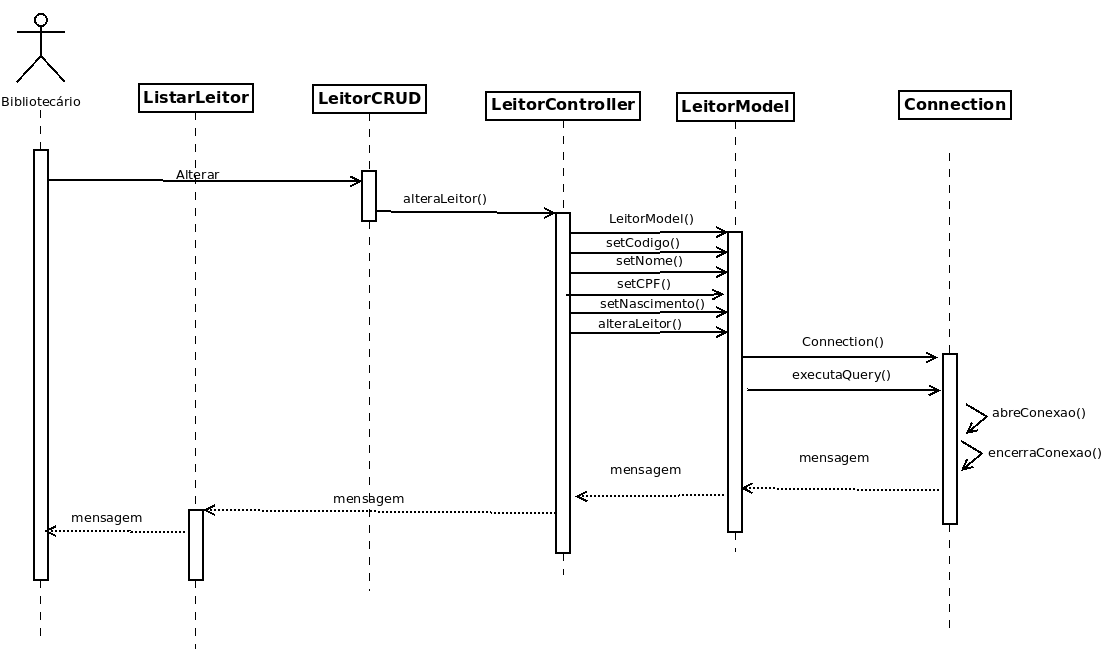 Bibliotecário
ListarLeitor
LeitorCRUD
LeitorController
LeitorModel
Connection
Alterar
alteraLeitor()
LeitorModel()
setCodigo()
setNome()
setCPF()
setNascimento()
alteraLeitor()
Connection()
executaQuery()
abreConexao()
encerraConexao()
mensagem
mensagem
mensagem
mensagem